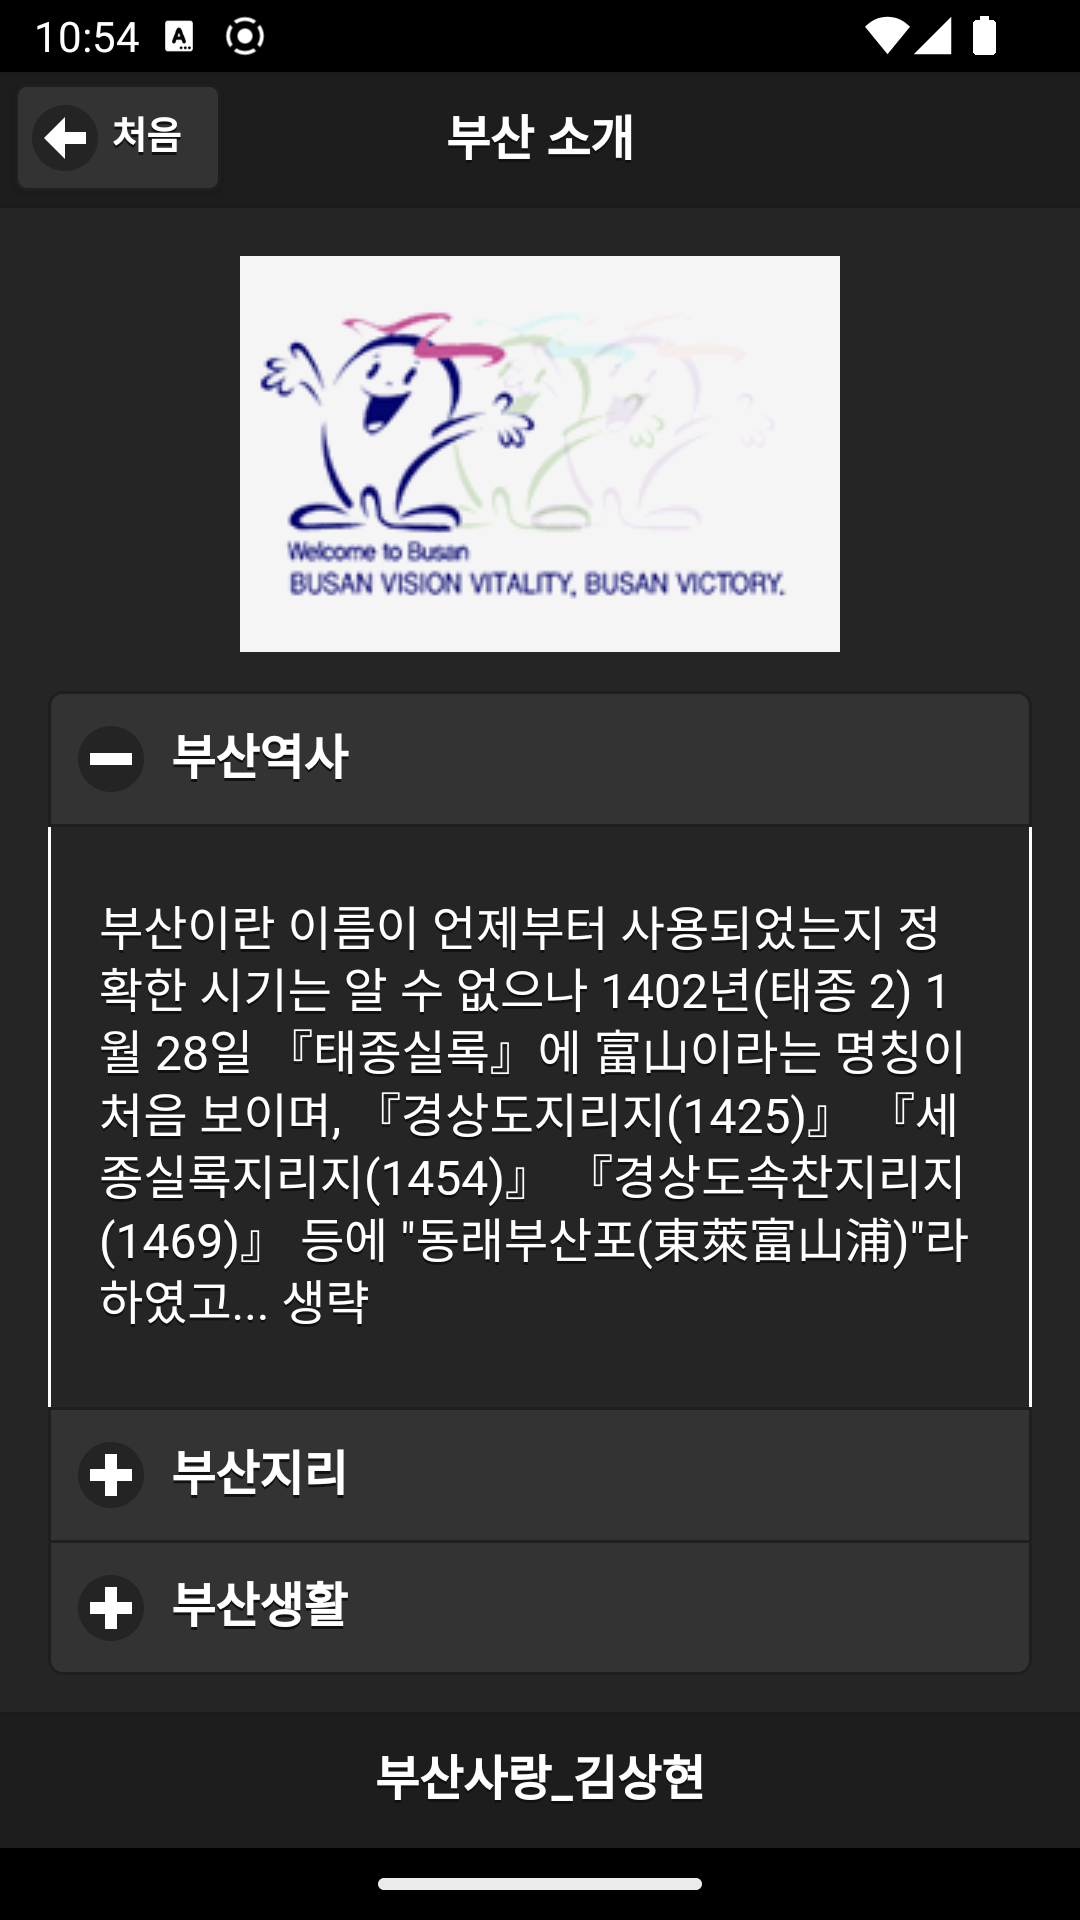 10:54
처음
부산 소개
Welcome to Busan
BUSAN VISION VITALITY, BUSAN VICTORY.
부산역사
부산이란 이름이 언제부터 사용되었는지 정
확한 시기는 알 수 없으나 1402년(태종 2) 1
월 28일 『태종실록』에 富山이라는 명칭이
처음 보이며, 『경상도지리지(1425)』 『세
종실록지리지(1454)』 『경상도속찬지리지
(1469)』 등에 "동래부산포(東萊富山浦)"라
하였고... 생략
부산지리
부산생활
부산사랑_김상현